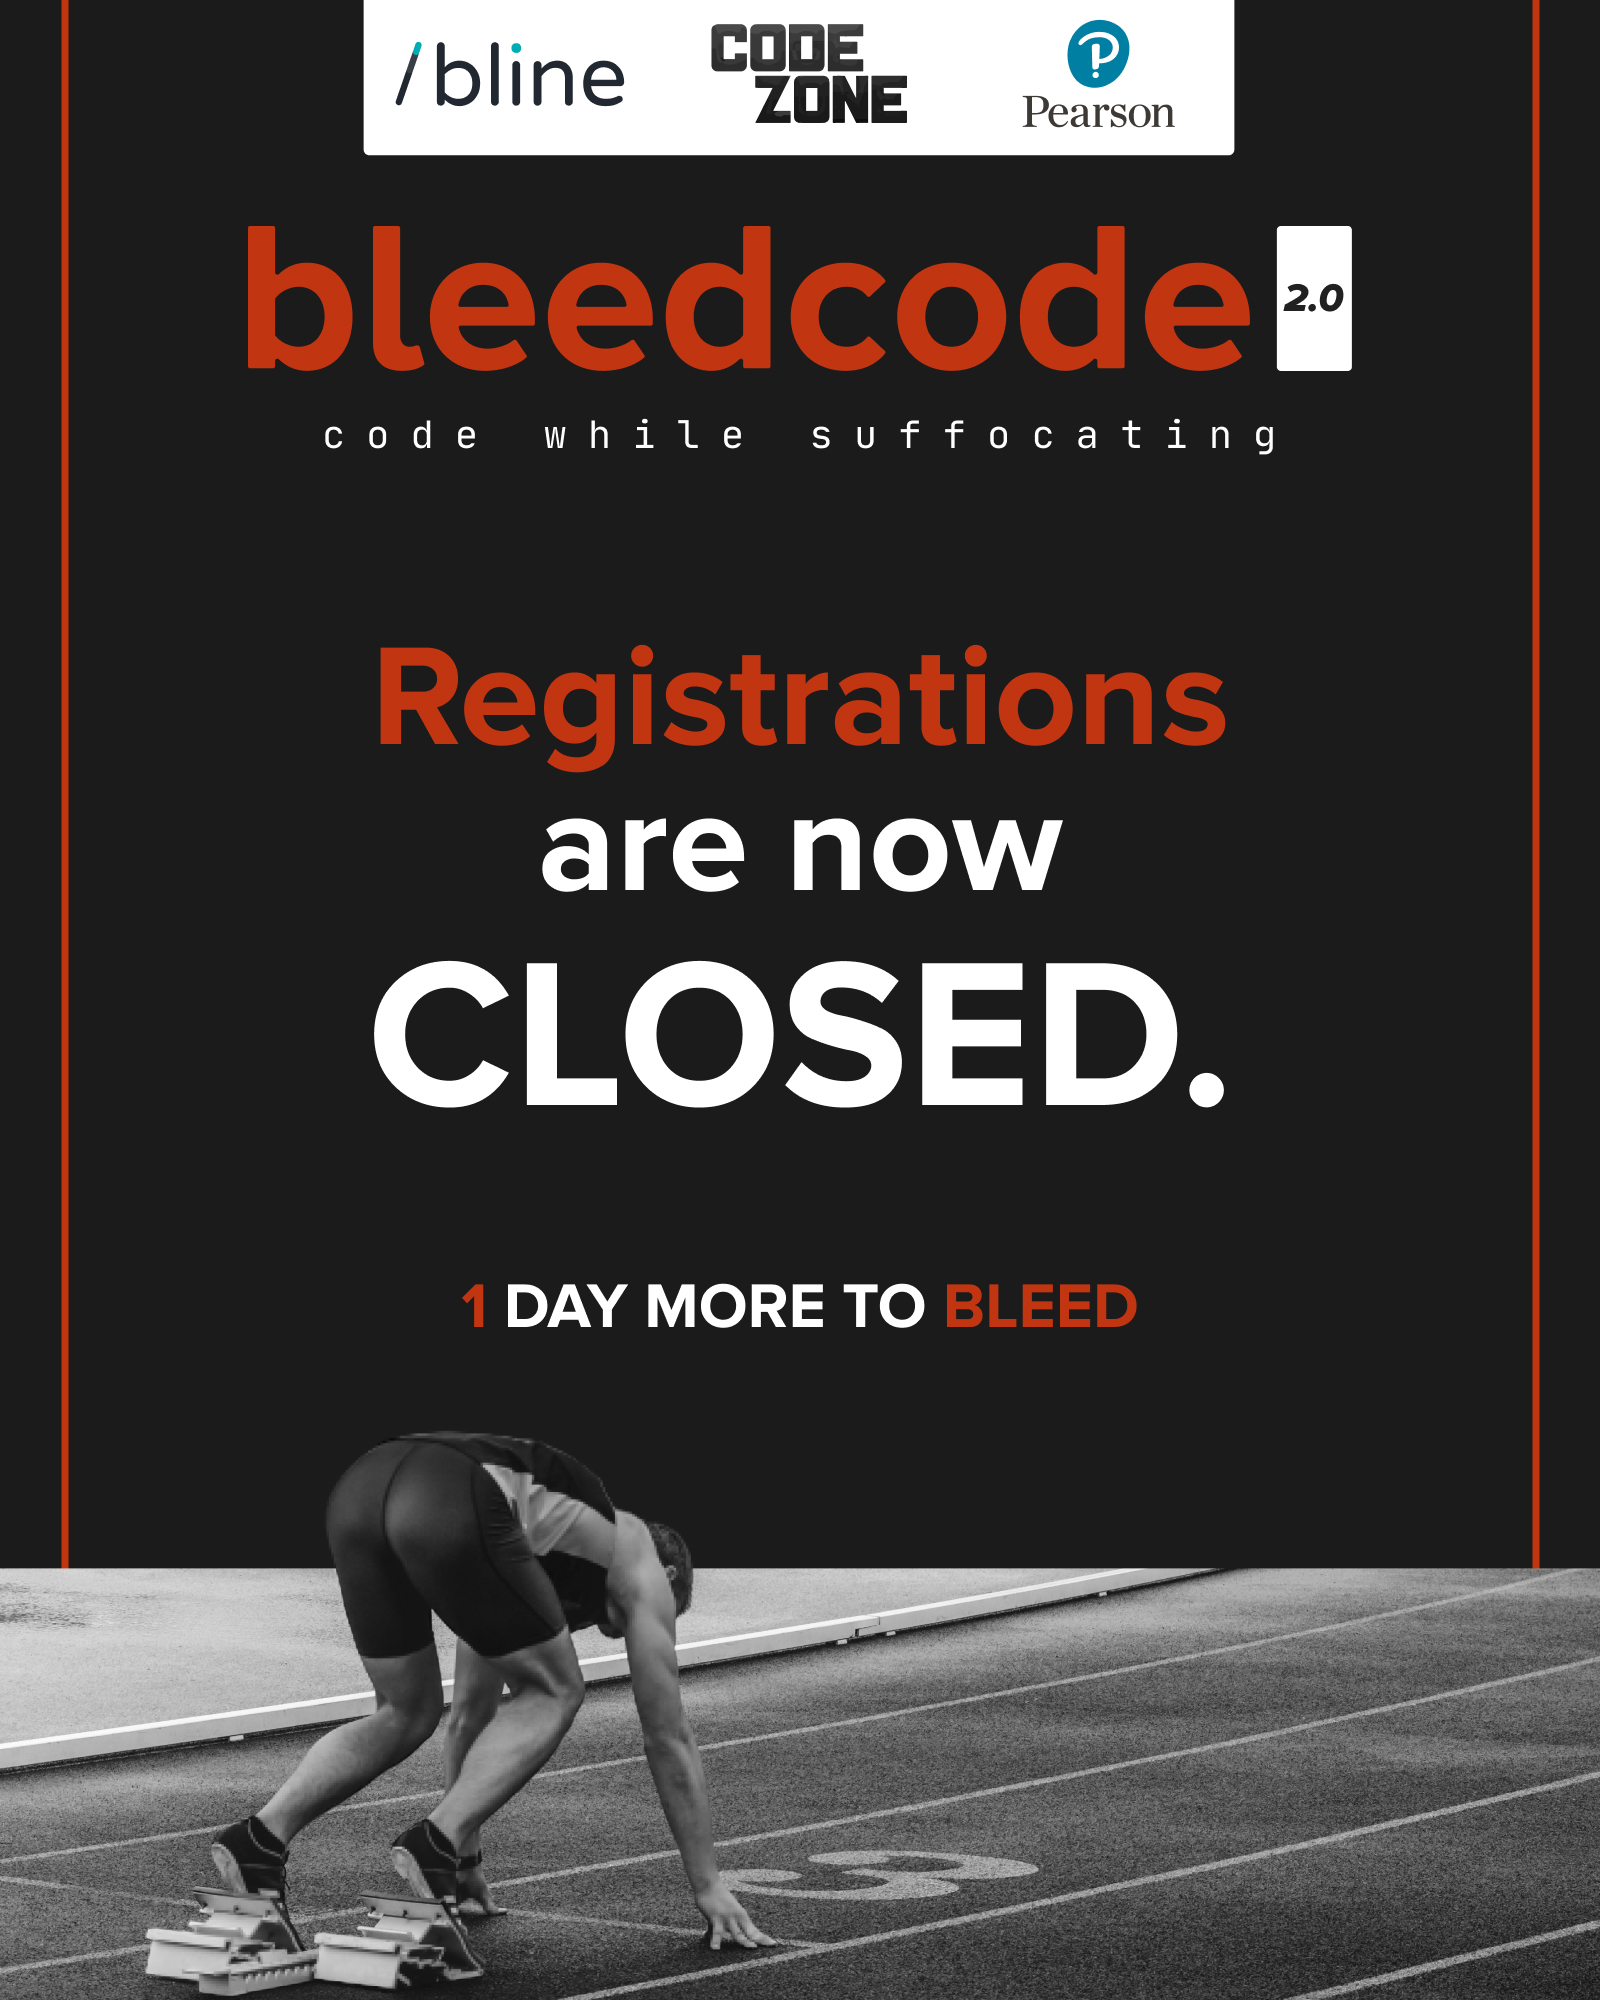 /bline
CODE
ZONE
Pearson
bleedcode 2.0
code while suffocating
Registrations
are now
CLOSED.
1 DAY MORE TO BLEED
3